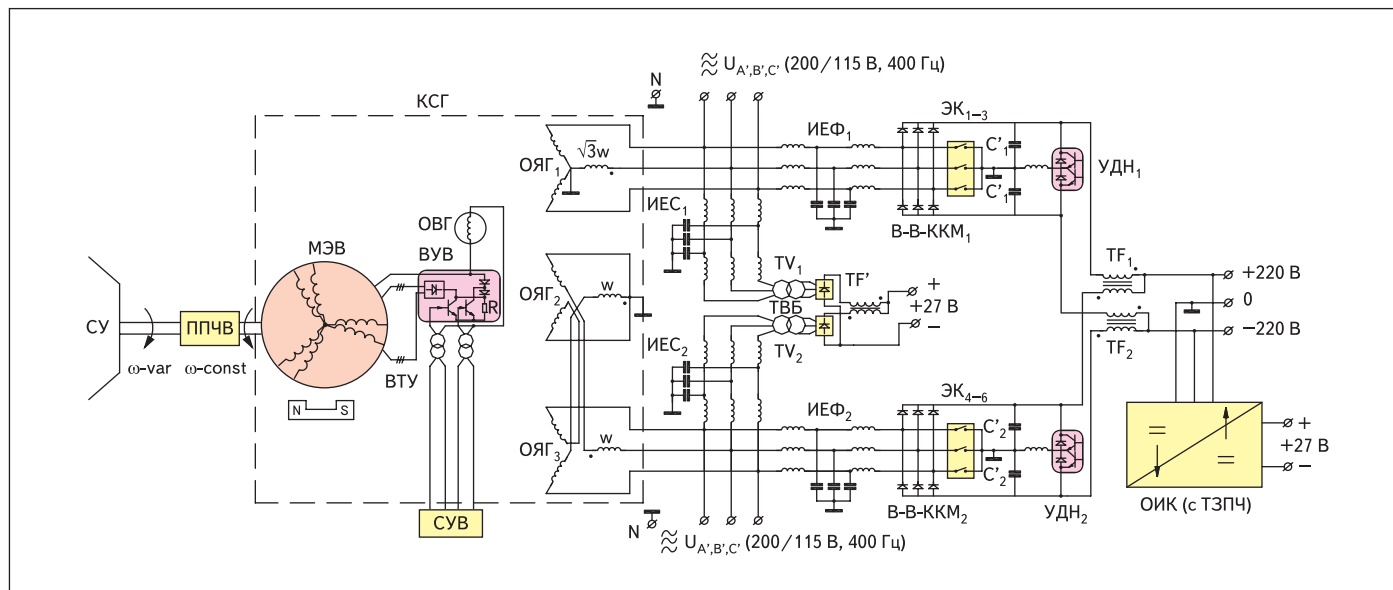 ≈ U A',B',C' (200/115 В, 400 Гц)
N
КСГ
ЭК1–3
ИЕФ1
C'1
УДН1
√3w
ОЯГ1
C'1
ИЕС1
В-В-ККМ1
ОВГ
МЭВ
ВУВ
TF1
TV1
TF'
+220 В
ОЯГ2
w
R
+
+27 В
–
0
СУ
ППЧВ
ТВБ
–220 В
TV2
TF2
ω-var
ω-const
ВТУ
ИЕС2
N S
ЭК4–6
ИЕФ2
C'2
w
ОЯГ3
+
+27 В
–
C'2
УДН2
ОИК (с ТЗПЧ)
В-В-ККМ2
СУВ
N
≈ U A',B',C' (200/115 В, 400 Гц)